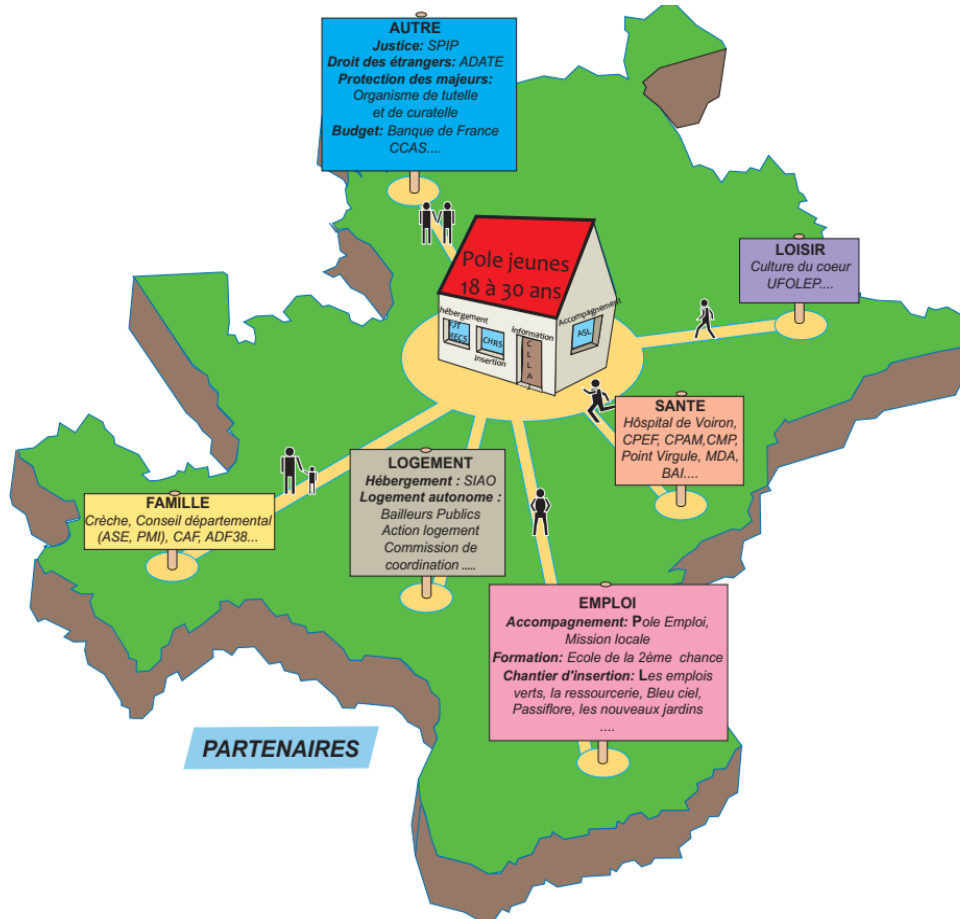 AUTRE
Justice: SPIP
Droit des étrangers: ADATE
Protection des majeurs:
Organisme de tutelle
et de curatelle
Budget: Banque de France
CCAS....
Pole jeunes
18 à 30 ans
hébergement
FJT
MECS
CHRS
insertion
information
CLLAJ
Accompagnement
ASL
LOISIR
Culture du coeur
UFOLEP....
SANTE
Hôspital de Voiron,
CPEF, CPAM,CMP,
Point Virgule, MDA,
BAI....
LOGEMENT
Hébergement : SIAO
Logement autonome :
Bailleurs Publics
Action logement
Commission de
coordination .....
FAMILLE
Crèche, Conseil départemental
(ASE, PMI), CAF, ADF38...
EMPLOI
Accompagnement: Pole Emploi,
Mission locale
Formation: Ecole de la 2ème chance
Chantier d'insertion: Les emplois
verts, la ressourcerie, Bleu ciel,
Passiflore, les nouveaux jardins
....
PARTENAIRES